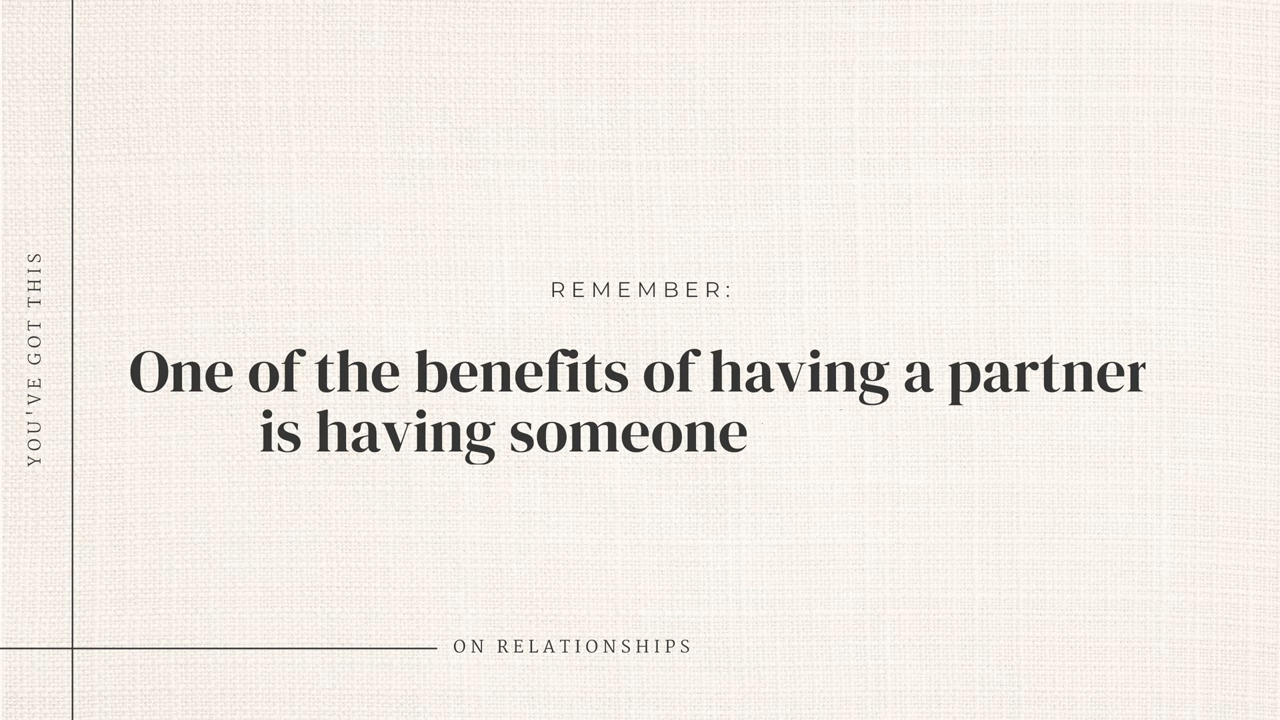 YOU'VE GOT THIS
REMEMBER:
One of the benefits of having a partner
is having someone
ON RELATIONSHIPS